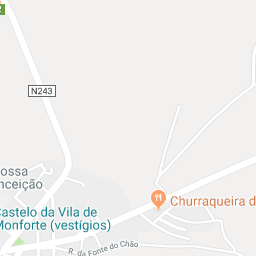 N243
ossa
nceição
Castelo da Vila de
Monforte (vestígios)
Churraqueira d
R. da Fonte do Chão